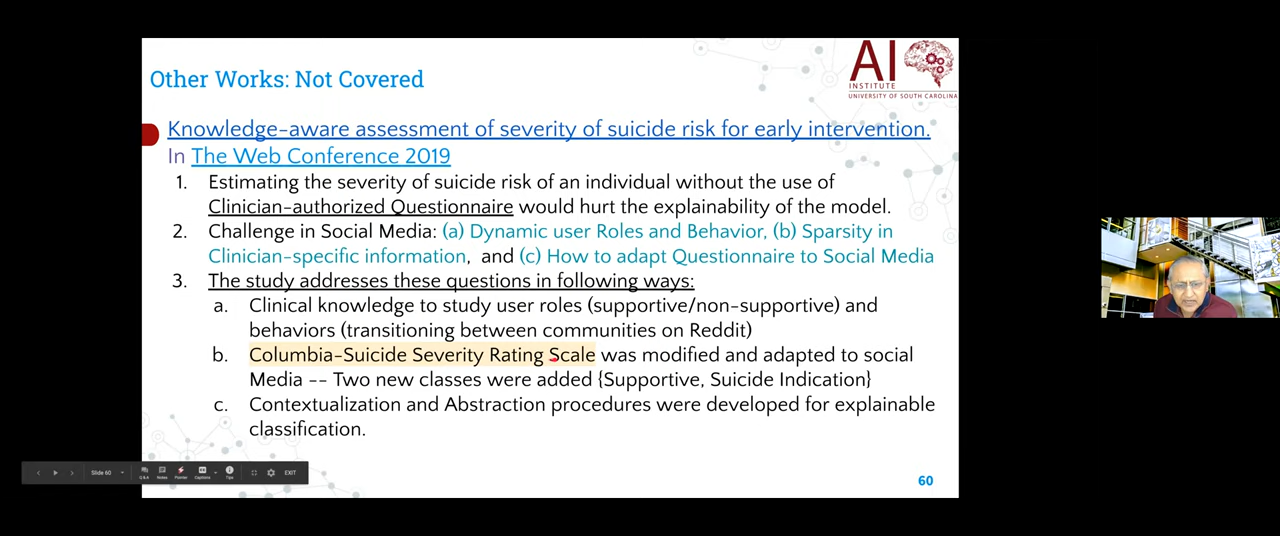 AI
INSTITUTE
UNIVERSITY OF SOUTH CAROLINA
Other Works: Not Covered
Knowledge-aware assessment of severity of suicide risk for early intervention.
In The Web Conference 2019
1. Estimating the severity of suicide risk of an individual without the use of
Clinician-authorized Questionnaire would hurt the explainability of the model.
2. Challenge in Social Media: (a) Dynamic user Roles and Behavior, (b) Sparsity in
Clinician-specific information, and (c) How to adapt Questionnaire to Social Media
3. The study addresses these questions in following ways:
a. Clinical knowledge to study user roles (supportive/non-supportive) and
behaviors (transitioning between communities on Reddit)
b. Columbia-Suicide Severity Rating Scale was modified and adapted to social
Media -- Two new classes were added {Supportive, Suicide Indication}
c. Contextualization and Abstraction procedures were developed for explainable
classification.
Slide 60
Q&A Notes Pointer Captions Tips EXIT
60